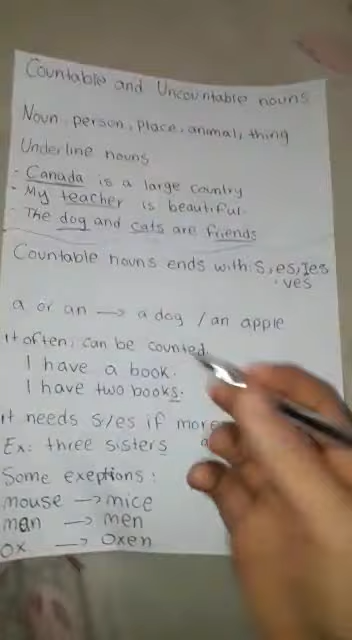 Countable and Uncountable nouns
Noun: person, place, animal, thing
Underline nouns
- Canada is a large country
- My teacher is beautiful
- The dog and cats are friends
Countable nouns ends with: s, es, ies
ves
a or an → a dog / an apple
it often, can be counted.
I have a book.
I have two books.
it needs s/es if more
Ex: three sisters
Some exeptions:
mouse → mice
man → men
ox → oxen